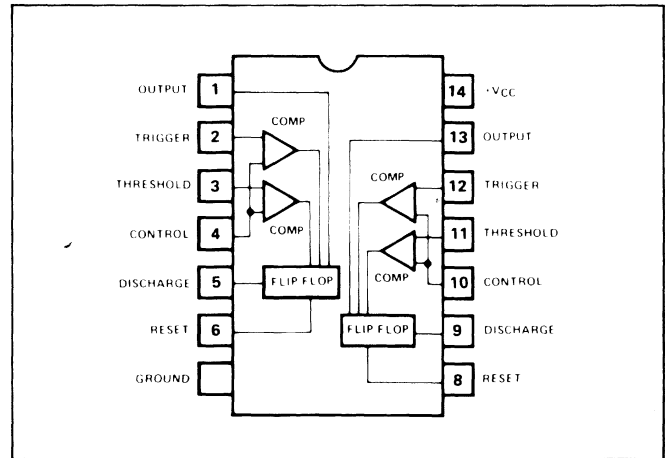 OUTPUT 1
TRIGGER 2
THRESHOLD 3
CONTROL 4
DISCHARGE 5
RESET 6
GROUND
COMP
COMP
FLIP FLOP
14 +VCC
13 OUTPUT
12 TRIGGER
11 THRESHOLD
10 CONTROL
9 DISCHARGE
8 RESET
COMP
COMP
FLIP FLOP